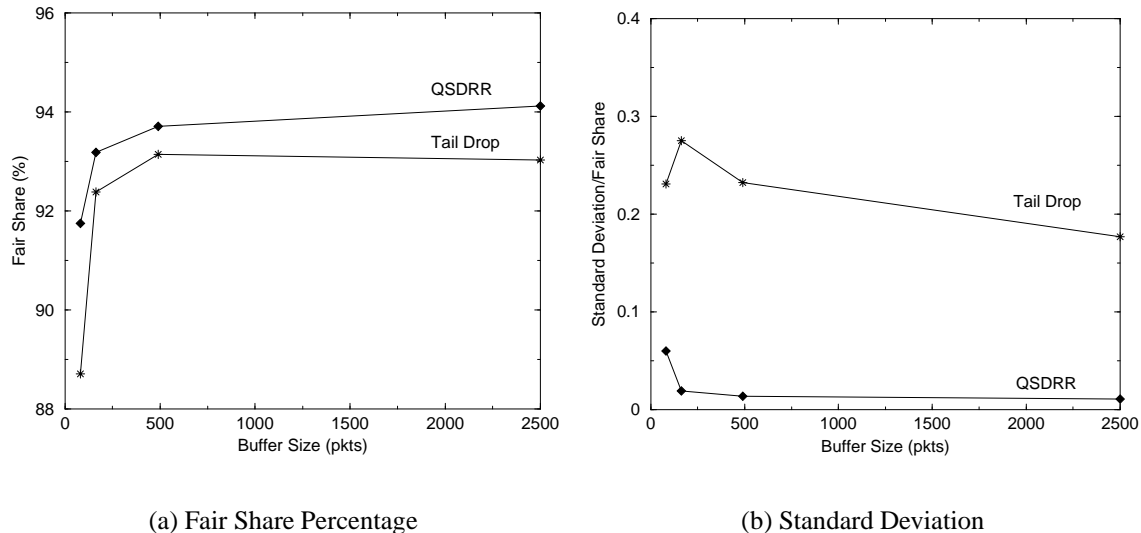 96
94
92
90
88
Fair Share (%)
QSDRR
Tail Drop
0 500 1000 1500 2000 2500
Buffer Size (pkts)
(a) Fair Share Percentage
0.4
0.3
0.2
0.1
0
Standard Deviation/Fair Share
Tail Drop
QSDRR
0 500 1000 1500 2000 2500
Buffer Size (pkts)
(b) Standard Deviation